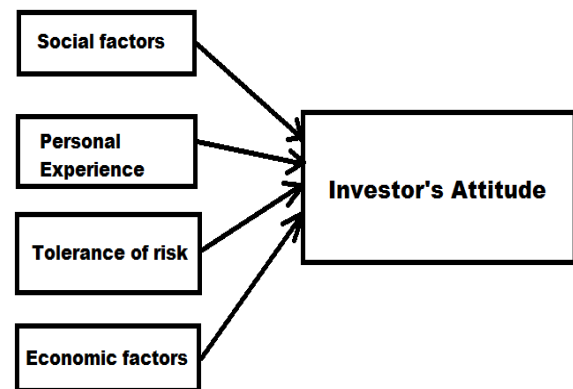 Social factors
Personal
Experience
Tolerance of risk
Economic factors
Investor's Attitude